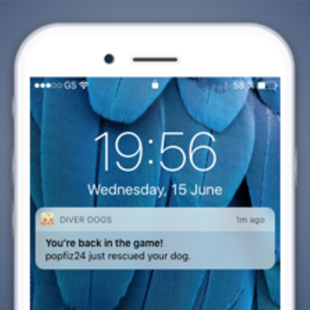 GS 58 %
19:56
Wednesday, 15 June
DIVER DOGS 1m ago
You're back in the game!
popfiz24 just rescued your dog.